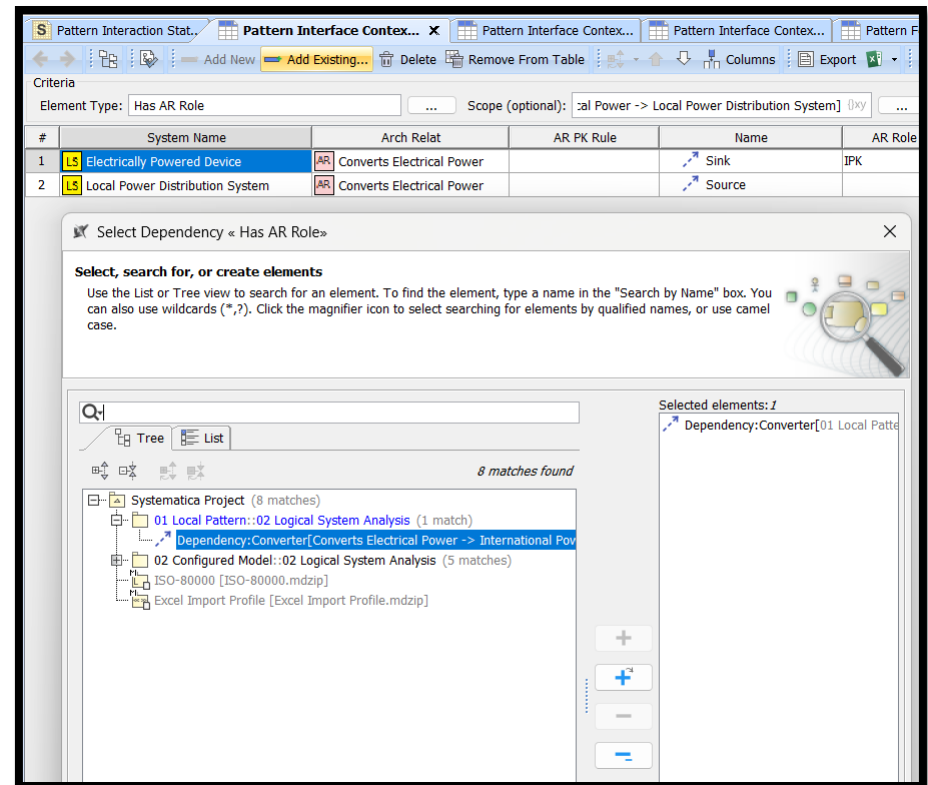 S Pattern Interaction Stat... Pattern Interface Contex... X Pattern Interface Contex... Pattern Interface Contex... Pattern F
Add New Add Existing... Delete Remove From Table Columns Export
Criteria
Element Type: Has AR Role ... Scope (optional): :al Power -> Local Power Distribution System] {}xy ...
# System Name Arch Relat AR PK Rule Name AR Role
1 LS Electrically Powered Device AR Converts Electrical Power Sink IPK
2 LS Local Power Distribution System AR Converts Electrical Power Source
Select Dependency « Has AR Role»
Select, search for, or create elements
Use the List or Tree view to search for an element. To find the element, type a name in the "Search by Name" box. You
can also use wildcards (*,?). Click the magnifier icon to select searching for elements by qualified names, or use camel
case.
Selected elements: 1
Dependency:Converter[01 Local Patte
Tree List
8 matches found
Systematica Project (8 matches)
01 Local Pattern::02 Logical System Analysis (1 match)
Dependency:Converter[Converts Electrical Power -> International Pow
02 Configured Model::02 Logical System Analysis (5 matches)
ISO-80000 [ISO-80000.mdzip]
Excel Import Profile [Excel Import Profile.mdzip]